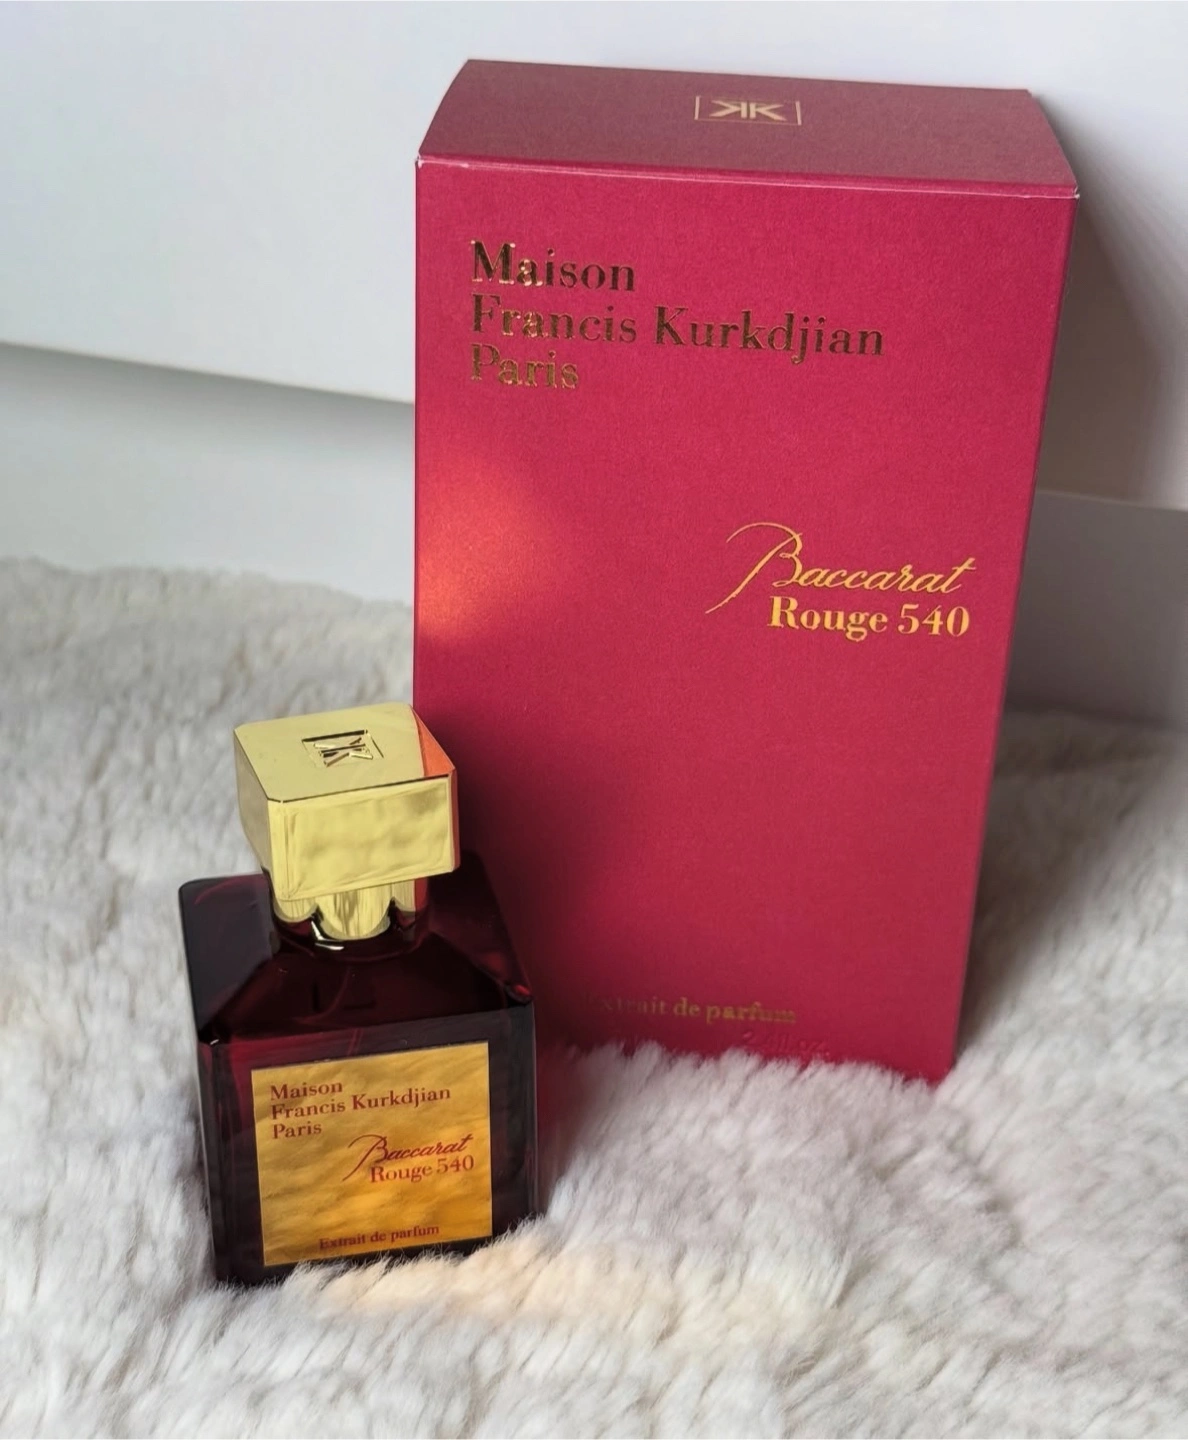 Maison
Francis Kurkdjian
Paris
Baccarat
Rouge 540
Extrait de parfum
Maison
Francis Kurkdjian
Paris
Baccarat
Rouge 540
Extrait de parfum